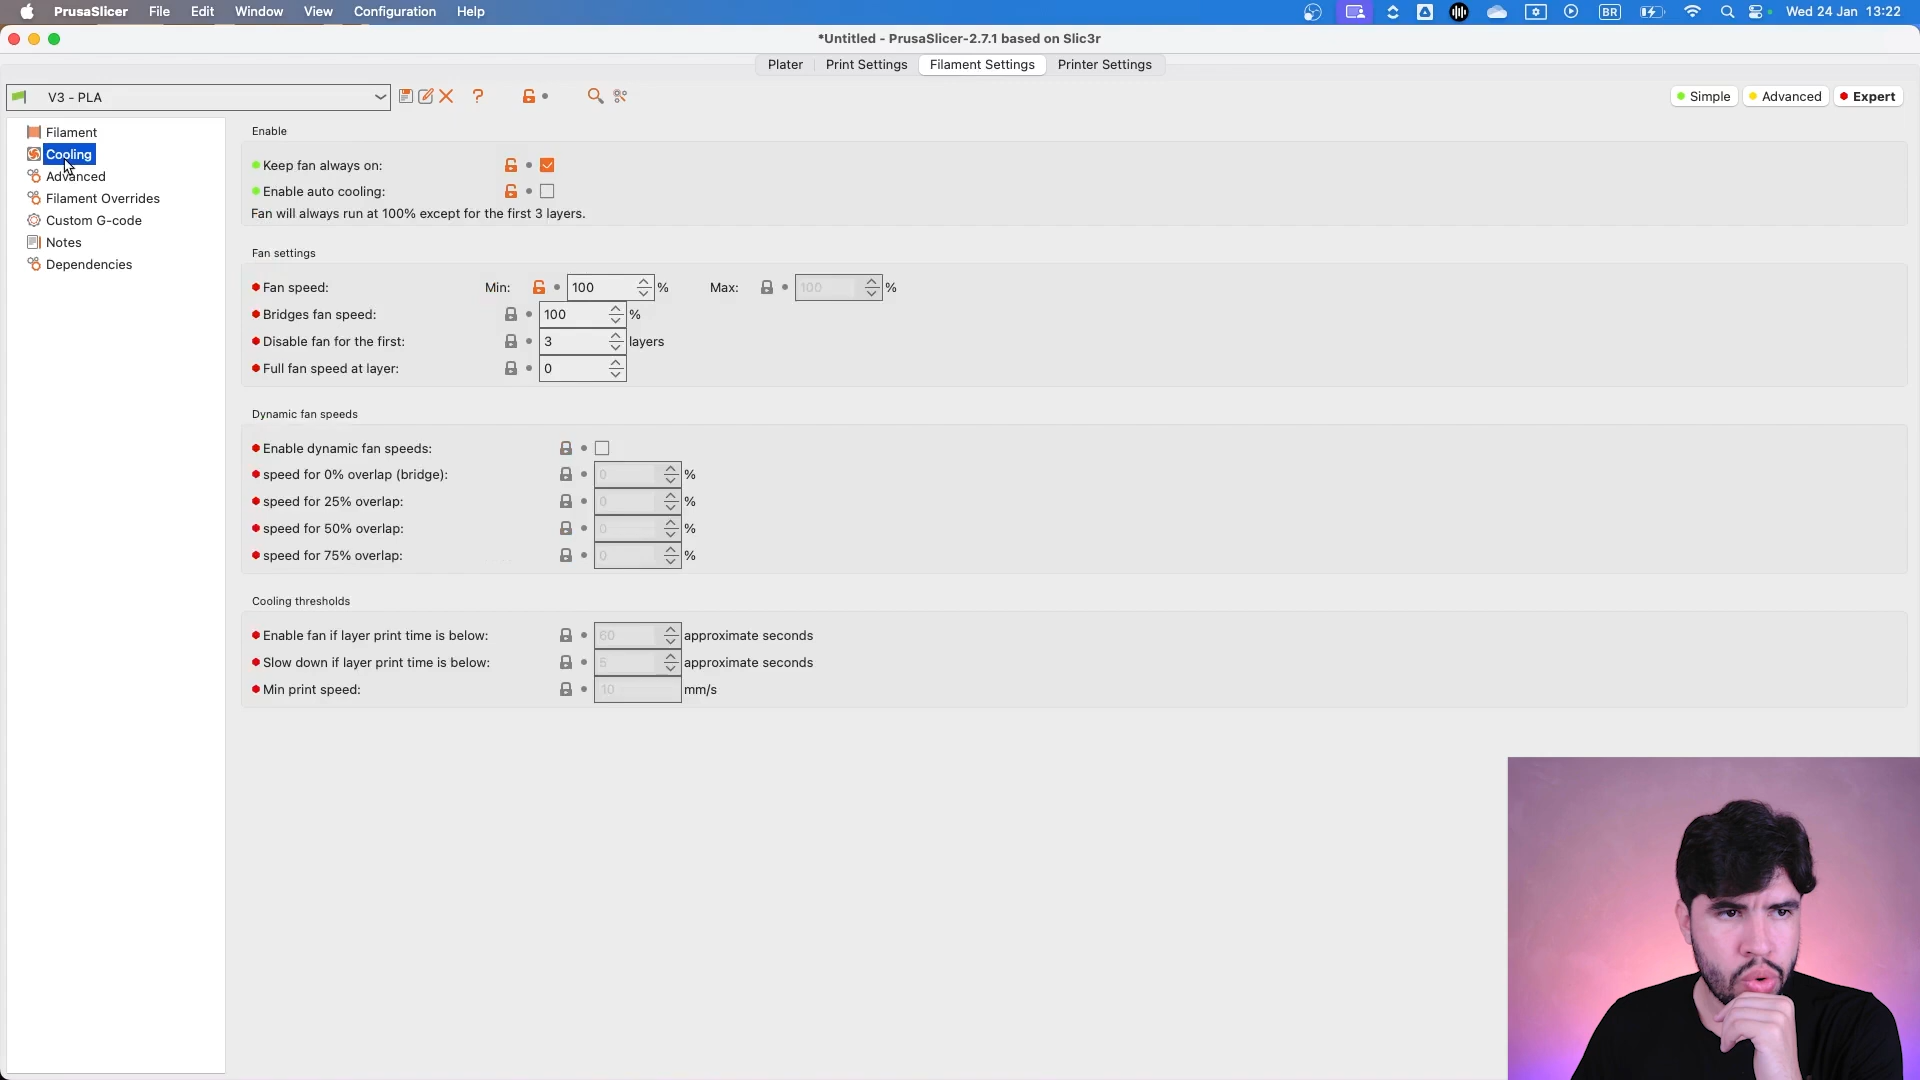 PrusaSlicer File Edit Window View Configuration Help BR Wed 24 Jan 13:22
*Untitled - PrusaSlicer-2.7.1 based on Slic3r
Plater Print Settings Filament Settings Printer Settings
V3 - PLA ? Simple Advanced Expert
Filament
Cooling
Advanced
Filament Overrides
Custom G-code
Notes
Dependencies
Enable
Keep fan always on:
Enable auto cooling:
Fan will always run at 100% except for the first 3 layers.
Fan settings
Fan speed: Min: 100 % Max: 100 %
Bridges fan speed: 100 %
Disable fan for the first: 3 layers
Full fan speed at layer: 0
Dynamic fan speeds
Enable dynamic fan speeds:
speed for 0% overlap (bridge): 0 %
speed for 25% overlap: 0 %
speed for 50% overlap: 0 %
speed for 75% overlap: 0 %
Cooling thresholds
Enable fan if layer print time is below: 60 approximate seconds
Slow down if layer print time is below: 5 approximate seconds
Min print speed: 10 mm/s